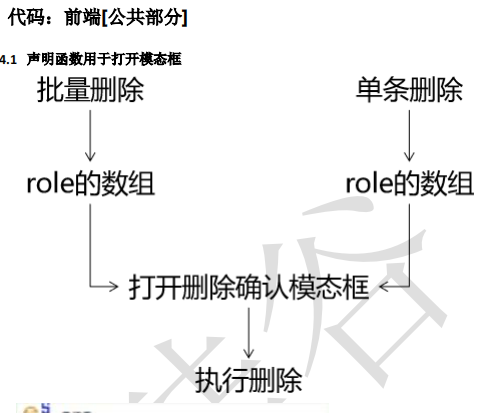 代码：前端[公共部分]
4.1 声明函数用于打开模态框
批量删除
单条删除
role的数组
role的数组
打开删除确认模态框
执行删除